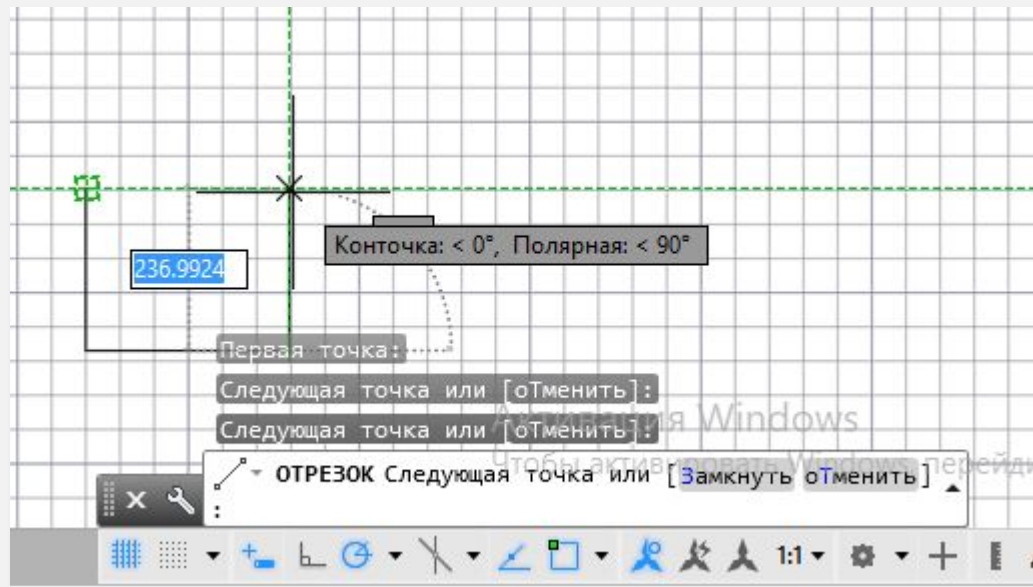 Конточка: < 0°, Полярная: < 90°
236.9924
Первая точка:
Следующая точка или [оТменить]:
Следующая точка или [оТменить]:
Активация Windows
Чтобы активировать Windows, перейди
ОТРЕЗОК Следующая точка или [Замкнуть оТменить]
:
1:1